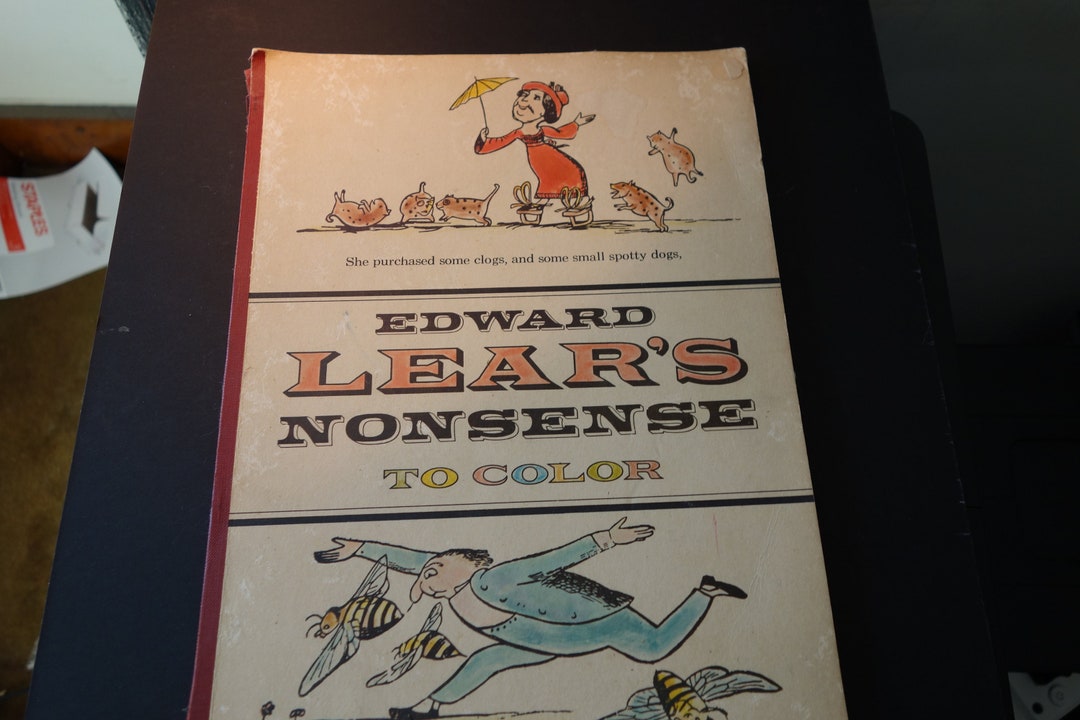 She purchased some clogs, and some small spotty dogs,
EDWARD
LEAR'S
NONSENSE
TO COLOR
STAPLES